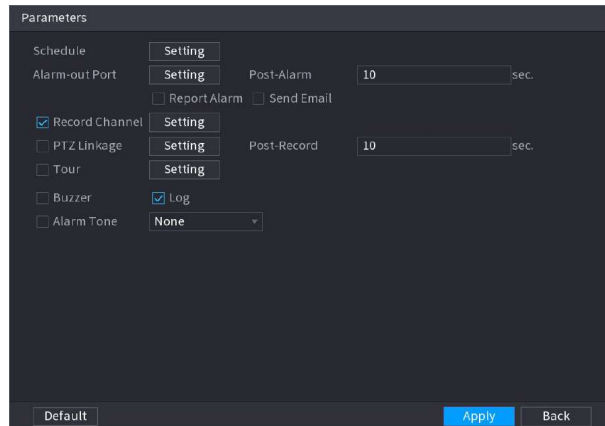 Parameters
Schedule Setting
Alarm-out Port Setting Post-Alarm 10 sec.
Report Alarm Send Email
Record Channel Setting
PTZ Linkage Setting Post-Record 10 sec.
Tour Setting
Buzzer Log
Alarm Tone None
Default Apply Back